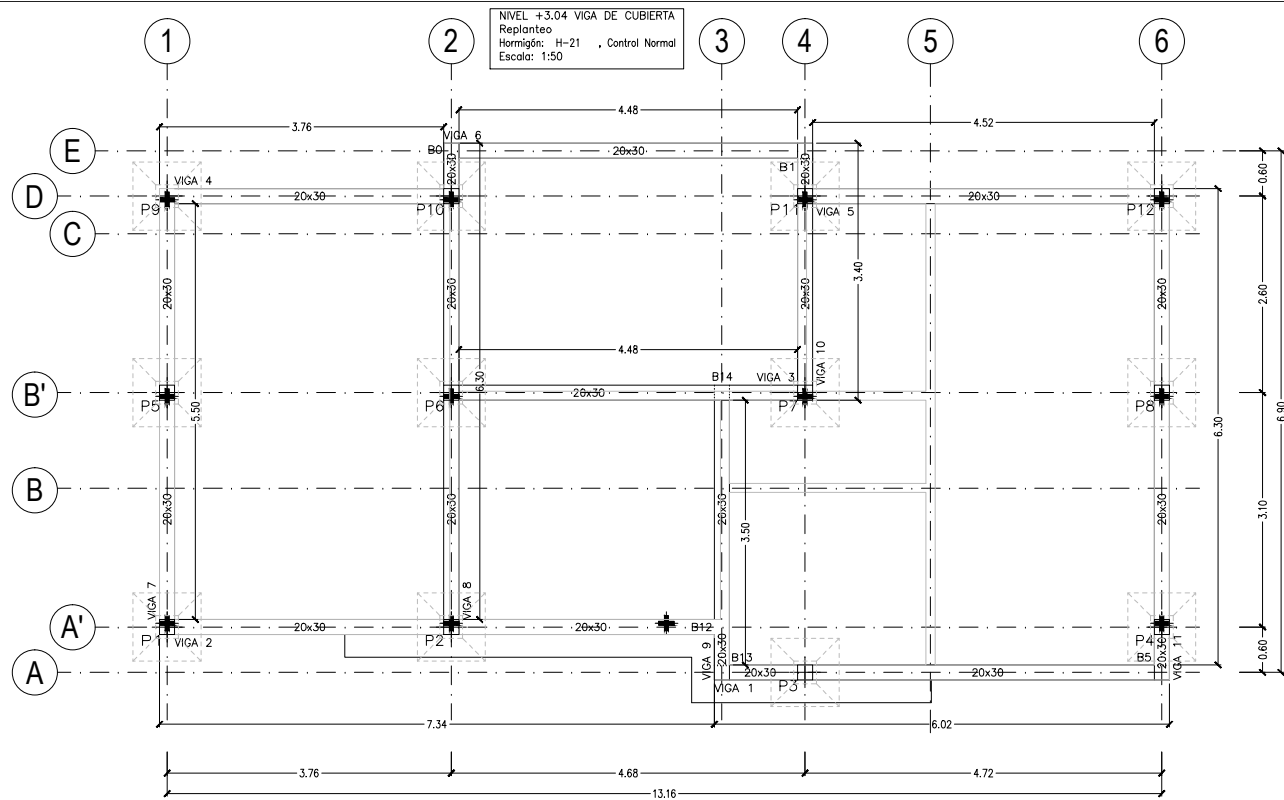 NIVEL +3.04 VIGA DE CUBIERTA
Replanteo
Hormigón: H-21 , Control Normal
Escala: 1:50
1
2
3
4
5
6
4.48
4.52
3.76
E
VIGA 6
B0
20x30
20x30
B1
20x30
0.60
D
VIGA 4
20x30
P9
P10
P11
VIGA 5
20x30
P12
C
20x30
20x30
20x30
20x30
3.40
2.60
4.48
VIGA 10
B'
B14
VIGA 3
20x30
P5
5.50
P6
6.30
P7
P8
6.30
6.90
B
20x30
20x30
20x30
3.50
20x30
3.10
VIGA 7
VIGA 8
A'
20x30
20x30
B12
P1
VIGA 2
P2
P4
A
VIGA 9
20x30
B13
20x30
P3
20x30
B5
20x30
VIGA 11
0.60
VIGA 1
7.34
6.02
3.76
4.68
4.72
13.16